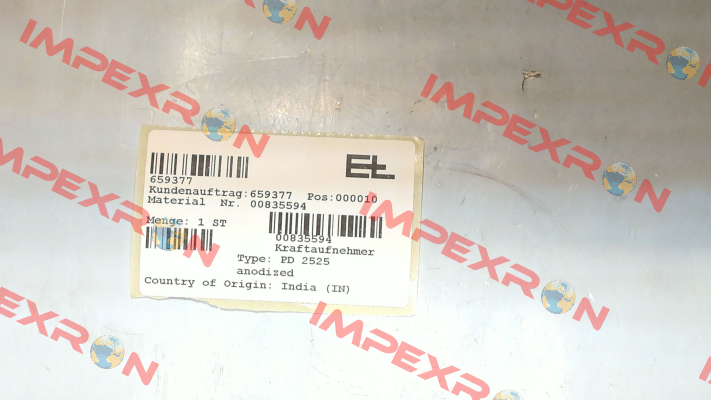 IMPEXRON
IMPEXRON
IMPEXRON
IMPEXRON
E+L
659377
Kundenauftrag:659377 Pos:000010
Material Nr. 00835594
Menge: 1 ST
00835594
Kraftaufnehmer
Type: PD 2525
anodized
Country of Origin: India (IN)
IMPEXRON
IMPEXRON